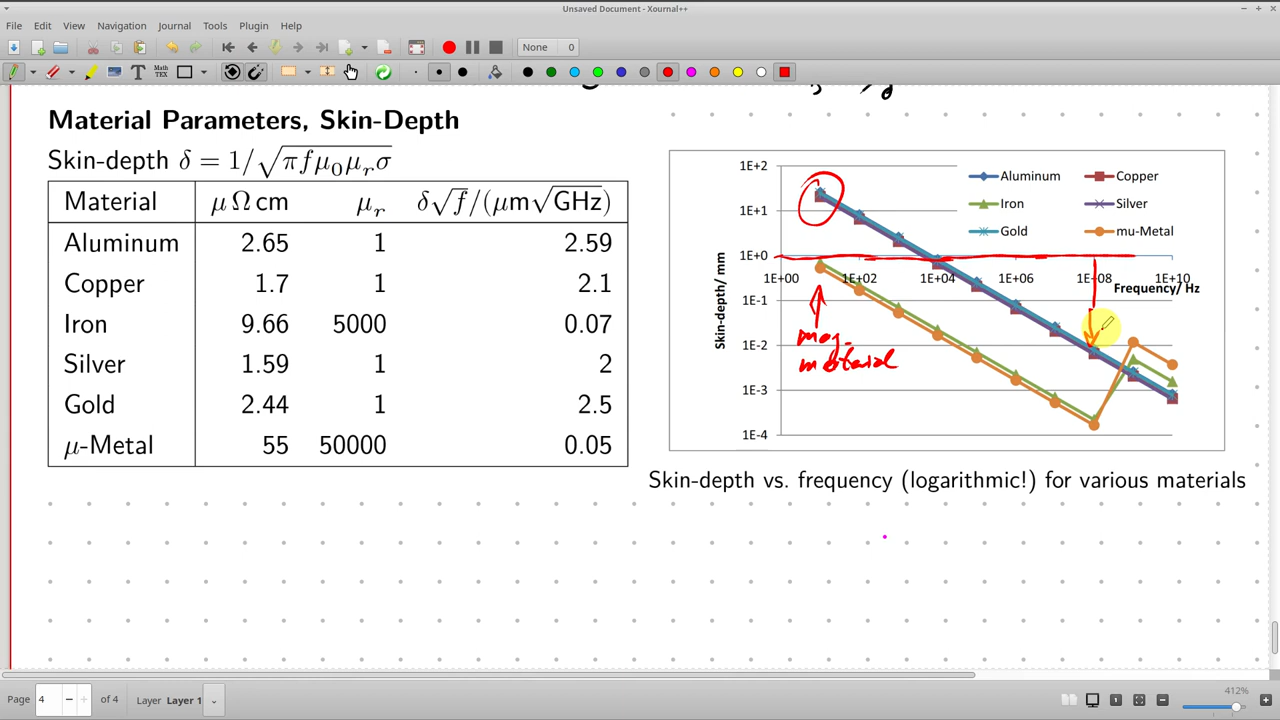 Unsaved Document - Xournal++
File Edit View Navigation Journal Tools Plugin Help
None 0
T MATH TEX
Material Parameters, Skin-Depth
Skin-depth δ = 1/√(πfμ₀μᵣσ)
Material μ Ω cm μᵣ δ√f/(μm√GHz)
Aluminum 2.65 1 2.59
Copper 1.7 1 2.1
Iron 9.66 5000 0.07
Silver 1.59 1 2
Gold 2.44 1 2.5
μ-Metal 55 50000 0.05
Skin-depth/ mm
1E+2
1E+1
1E+0
1E-1
1E-2
1E-3
1E-4
Aluminum Copper
Iron Silver
Gold mu-Metal
1E+00 1E+02 1E+04 1E+06 1E+08 1E+10
Frequency/ Hz
mag.
material
Skin-depth vs. frequency (logarithmic!) for various materials
Page 4 of 4 Layer Layer 1
412%